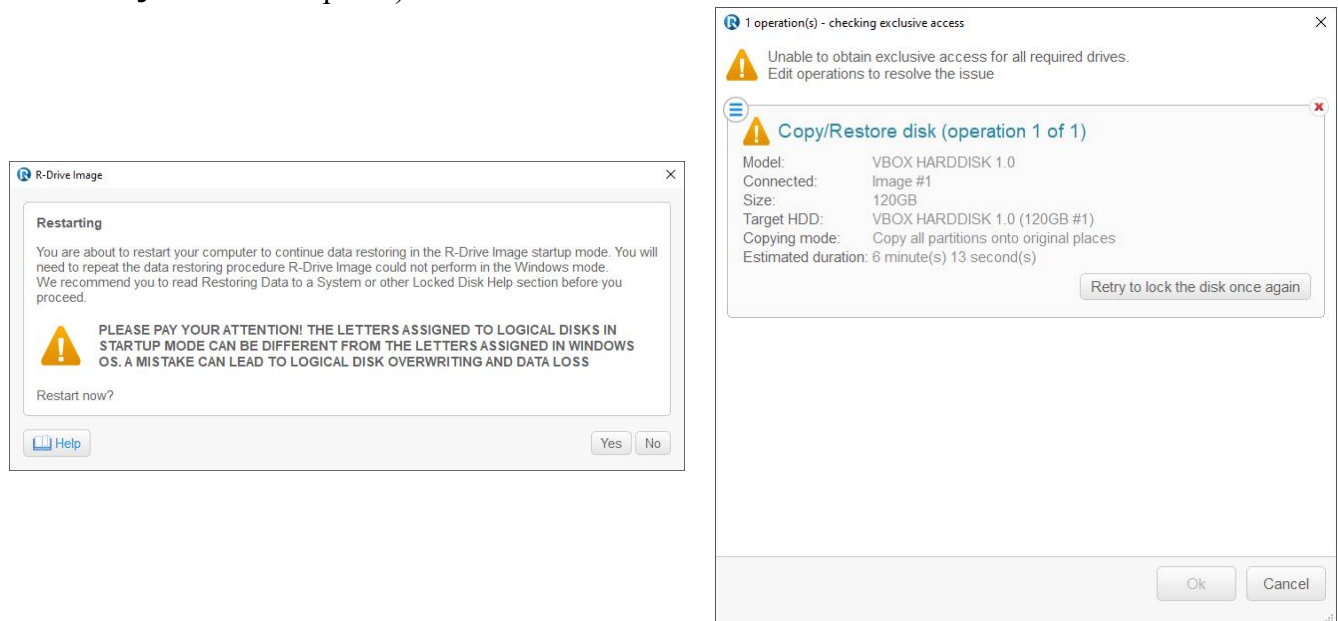 R-Drive Image
Restarting
You are about to restart your computer to continue data restoring in the R-Drive Image startup mode. You will
need to repeat the data restoring procedure R-Drive Image could not perform in the Windows mode.
We recommend you to read Restoring Data to a System or other Locked Disk Help section before you
proceed.
PLEASE PAY YOUR ATTENTION! THE LETTERS ASSIGNED TO LOGICAL DISKS IN
STARTUP MODE CAN BE DIFFERENT FROM THE LETTERS ASSIGNED IN WINDOWS
OS. A MISTAKE CAN LEAD TO LOGICAL DISK OVERWRITING AND DATA LOSS
Restart now?
Help
Yes No
1 operation(s) - checking exclusive access
Unable to obtain exclusive access for all required drives.
Edit operations to resolve the issue
Copy/Restore disk (operation 1 of 1)
Model: VBOX HARDDISK 1.0
Connected: Image #1
Size: 120GB
Target HDD: VBOX HARDDISK 1.0 (120GB #1)
Copying mode: Copy all partitions onto original places
Estimated duration: 6 minute(s) 13 second(s)
Retry to lock the disk once again
Ok Cancel